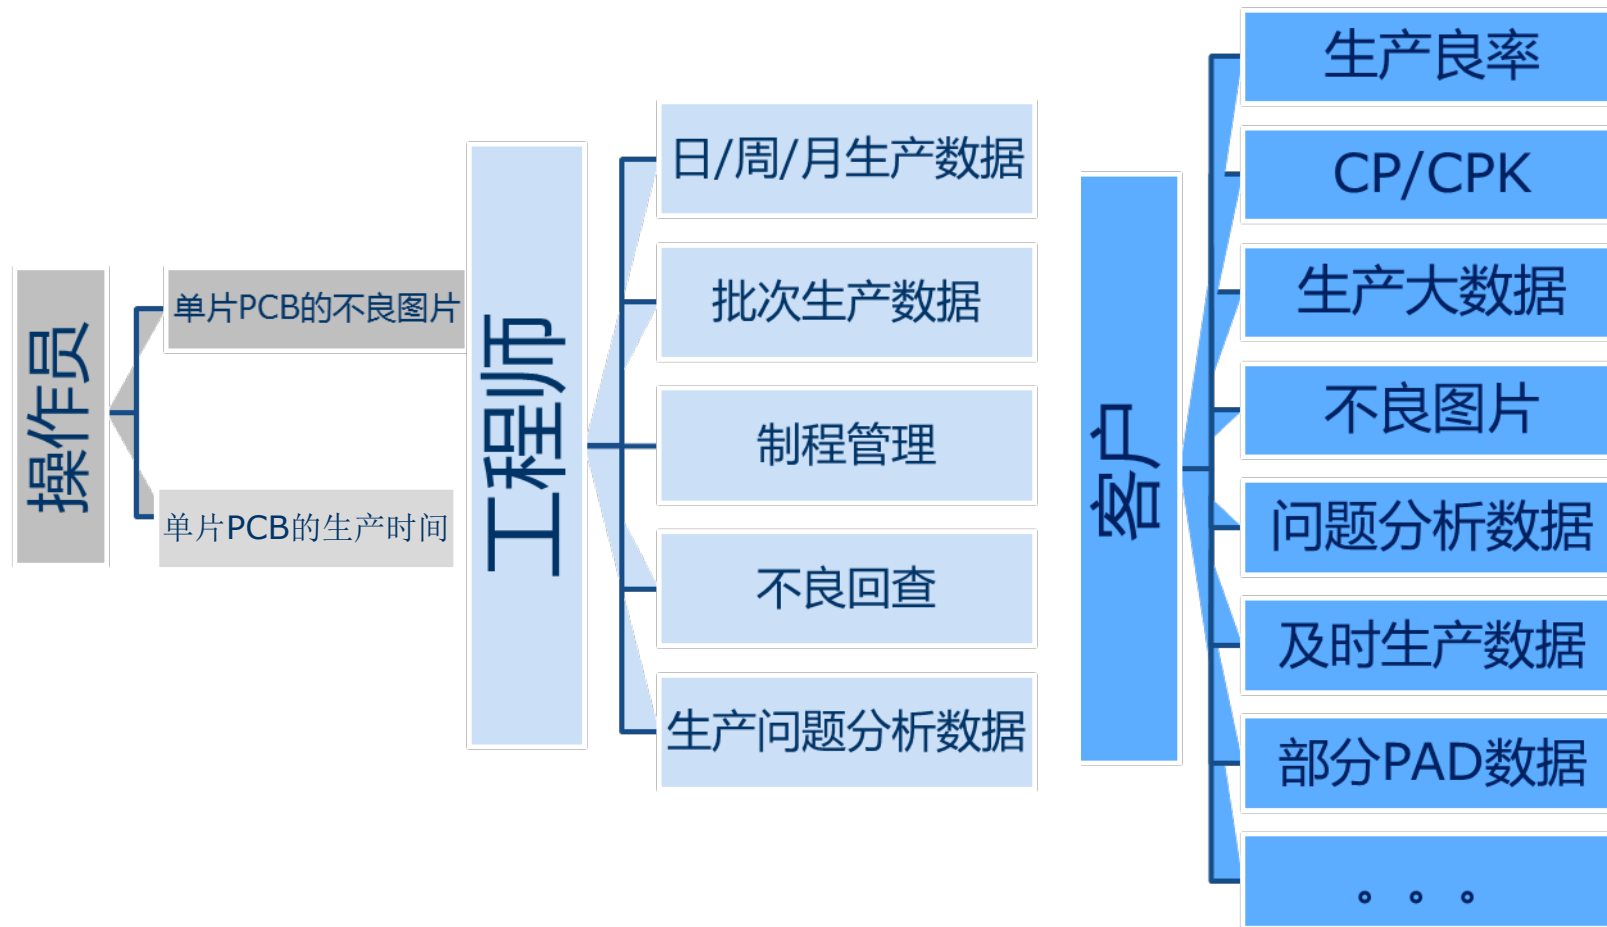 操作员
单片PCB的不良图片
单片PCB的生产时间
工程师
日/周/月生产数据
批次生产数据
制程管理
不良回查
生产问题分析数据
客户
生产良率
CP/CPK
生产大数据
不良图片
问题分析数据
及时生产数据
部分PAD数据
。。。